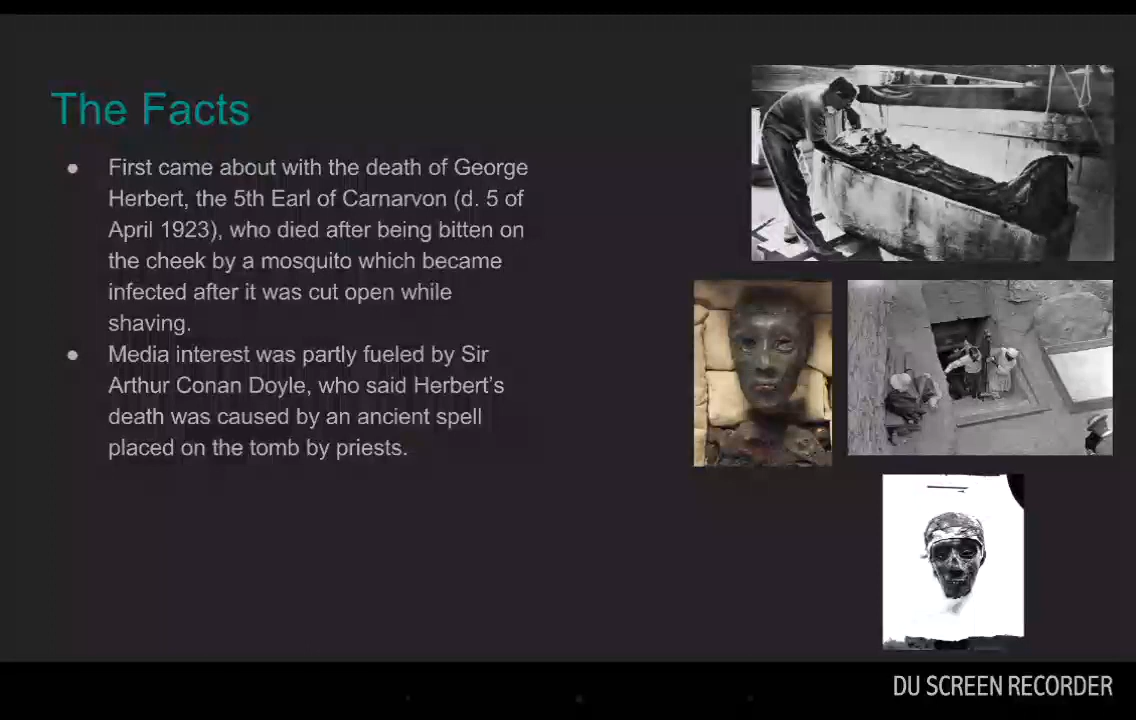 The Facts
● First came about with the death of George
Herbert, the 5th Earl of Carnarvon (d. 5 of
April 1923), who died after being bitten on
the cheek by a mosquito which became
infected after it was cut open while
shaving.
● Media interest was partly fueled by Sir
Arthur Conan Doyle, who said Herbert's
death was caused by an ancient spell
placed on the tomb by priests.
DU SCREEN RECORDER